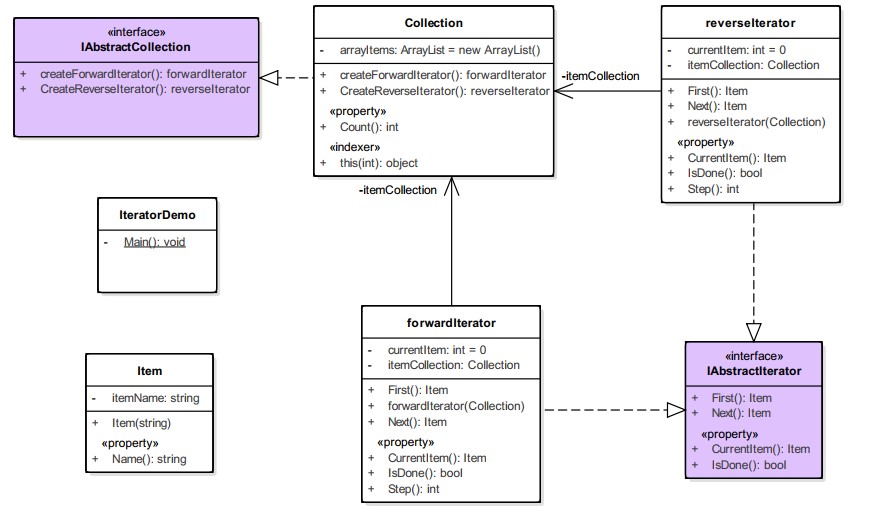 «interface»
IAbstractCollection
+ createForwardIterator(): forwardIterator
+ CreateReverseIterator(): reverseIterator
Collection
- arrayItems: ArrayList = new ArrayList()
+ createForwardIterator(): forwardIterator
+ CreateReverseIterator(): reverseIterator
«property»
+ Count(): int
«indexer»
+ this(int): object
-itemCollection
reverseIterator
- currentItem: int = 0
- itemCollection: Collection
+ First(): Item
+ Next(): Item
+ reverseIterator(Collection)
«property»
+ CurrentItem(): Item
+ IsDone(): bool
+ Step(): int
-itemCollection
IteratorDemo
- Main(): void
Item
- itemName: string
+ Item(string)
«property»
+ Name(): string
forwardIterator
- currentItem: int = 0
- itemCollection: Collection
+ First(): Item
+ forwardIterator(Collection)
+ Next(): Item
«property»
+ CurrentItem(): Item
+ IsDone(): bool
+ Step(): int
«interface»
IAbstractIterator
+ First(): Item
+ Next(): Item
«property»
+ CurrentItem(): Item
+ IsDone(): bool